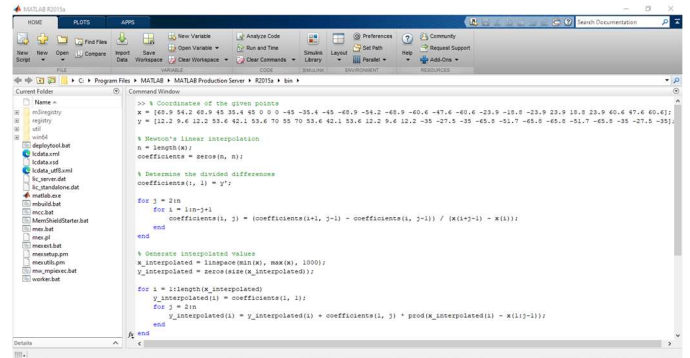 MATLAB R2015a
HOME PLOTS APPS
Search Documentation
New Script
New
Open
Find Files
Compare
Import Data
Save Workspace
New Variable
Open Variable
Clear Workspace
Analyze Code
Run and Time
Clear Commands
Simulink Library
Layout
Preferences
Set Path
Parallel
Help
Community
Request Support
Add-Ons
FILE VARIABLE CODE SIMULINK ENVIRONMENT RESOURCES
C: ▸ Program Files ▸ MATLAB ▸ MATLAB Production Server ▸ R2015a ▸ bin ▸
Current Folder
Name
m3iregistry
registry
util
win64
deploytool.bat
lcdata.xml
lcdata.xsd
lcdata_utf8.xml
lic_server.dat
lic_standalone.dat
matlab.exe
mbuild.bat
mcc.bat
MemShieldStarter.bat
mex.bat
mex.pl
mexext.bat
mexsetup.pm
mexutils.pm
mw_mpiexec.bat
worker.bat
Details
Command Window
>> % Coordinates of the given points
x = [68.9 54.2 68.9 45 35.4 45 0 0 0 -45 -35.4 -45 -68.9 -54.2 -68.9 -60.6 -47.6 -60.6 -23.9 -18.8 -23.9 23.9 18.8 23.9 60.6 47.6 60.6];
y = [12.2 9.6 12.2 53.6 42.1 53.6 70 55 70 53.6 42.1 53.6 12.2 9.6 12.2 -35 -27.5 -35 -65.8 -51.7 -65.8 -65.8 -51.7 -65.8 -35 -27.5 -35];
% Newton's linear interpolation
n = length(x);
coefficients = zeros(n, n);
% Determine the divided differences
coefficients(:, 1) = y';
for j = 2:n
for i = 1:n-j+1
coefficients(i, j) = (coefficients(i+1, j-1) - coefficients(i, j-1)) / (x(i+j-1) - x(i));
end
end
% Generate interpolated values
x_interpolated = linspace(min(x), max(x), 1000);
y_interpolated = zeros(size(x_interpolated));
for i = 1:length(x_interpolated)
y_interpolated(i) = coefficients(1, 1);
for j = 2:n
y_interpolated(i) = y_interpolated(i) + coefficients(1, j) * prod(x_interpolated(i) - x(1:j-1));
end
fx end